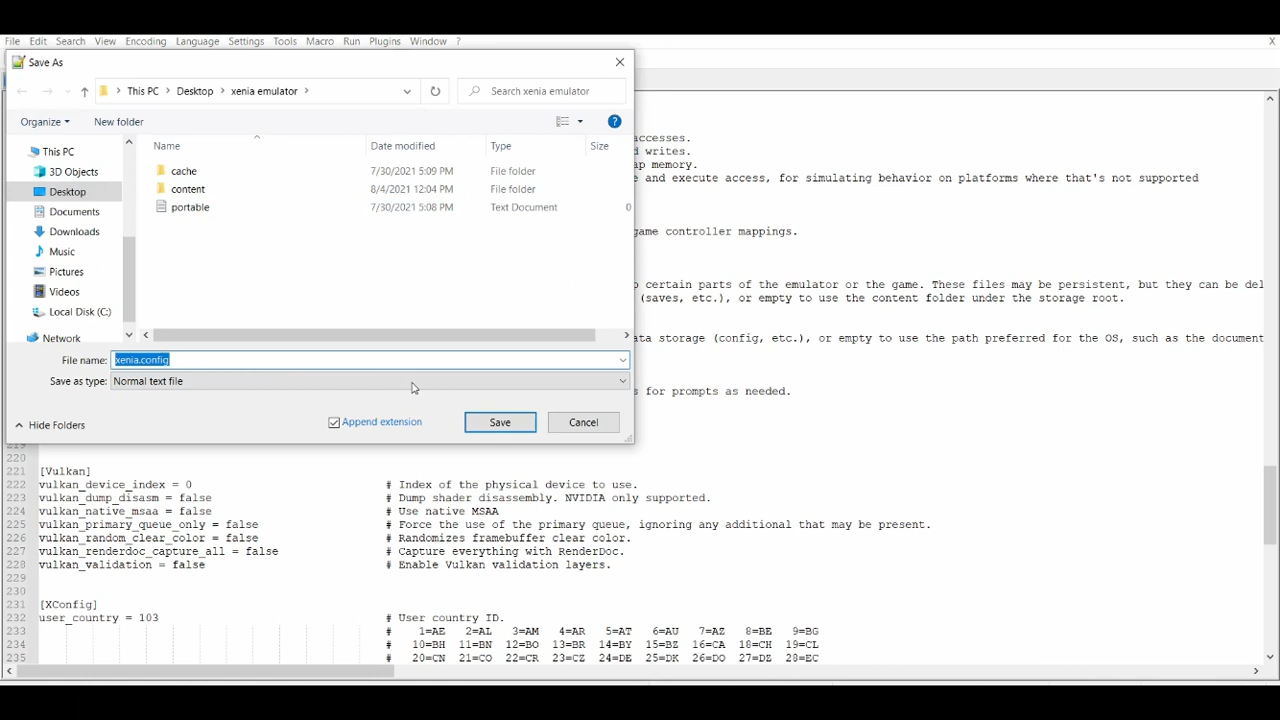 File Edit Search View Encoding Language Settings Tools Macro Run Plugins Window ? X
Save As
This PC Desktop xenia emulator
Search xenia emulator
Organize New folder
Name Date modified Type Size
This PC
3D Objects
Desktop
Documents
Downloads
Music
Pictures
Videos
Local Disk (C:)
Network
cache 7/30/2021 5:09 PM File folder
content 8/4/2021 12:04 PM File folder
portable 7/30/2021 5:08 PM Text Document 0
File name: xenia.config
Save as type: Normal text file
Hide Folders
Append extension
Save Cancel
accesses.
writes.
memory.
and execute access, for simulating behavior on platforms where that's not supported
game controller mappings.
certain parts of the emulator or the game. These files may be persistent, but they can be del
(saves, etc.), or empty to use the content folder under the storage root.
ata storage (config, etc.), or empty to use the path preferred for the OS, such as the document
s for prompts as needed.
219
220
221 [Vulkan]
222 vulkan_device_index = 0 # Index of the physical device to use.
223 vulkan_dump_disasm = false # Dump shader disassembly. NVIDIA only supported.
224 vulkan_native_msaa = false # Use native MSAA
225 vulkan_primary_queue_only = false # Force the use of the primary queue, ignoring any additional that may be present.
226 vulkan_random_clear_color = false # Randomizes framebuffer clear color.
227 vulkan_renderdoc_capture_all = false # Capture everything with RenderDoc.
228 vulkan_validation = false # Enable Vulkan validation layers.
229
230
231 [XConfig]
232 user_country = 103 # User country ID.
233 # 1=AE 2=AL 3=AM 4=AR 5=AT 6=AU 7=AZ 8=BE 9=BG
234 # 10=BH 11=BN 12=BO 13=BR 14=BY 15=BZ 16=CA 18=CH 19=CL
235 # 20=CN 21=CO 22=CR 23=CZ 24=DE 25=DK 26=DO 27=DZ 28=EC